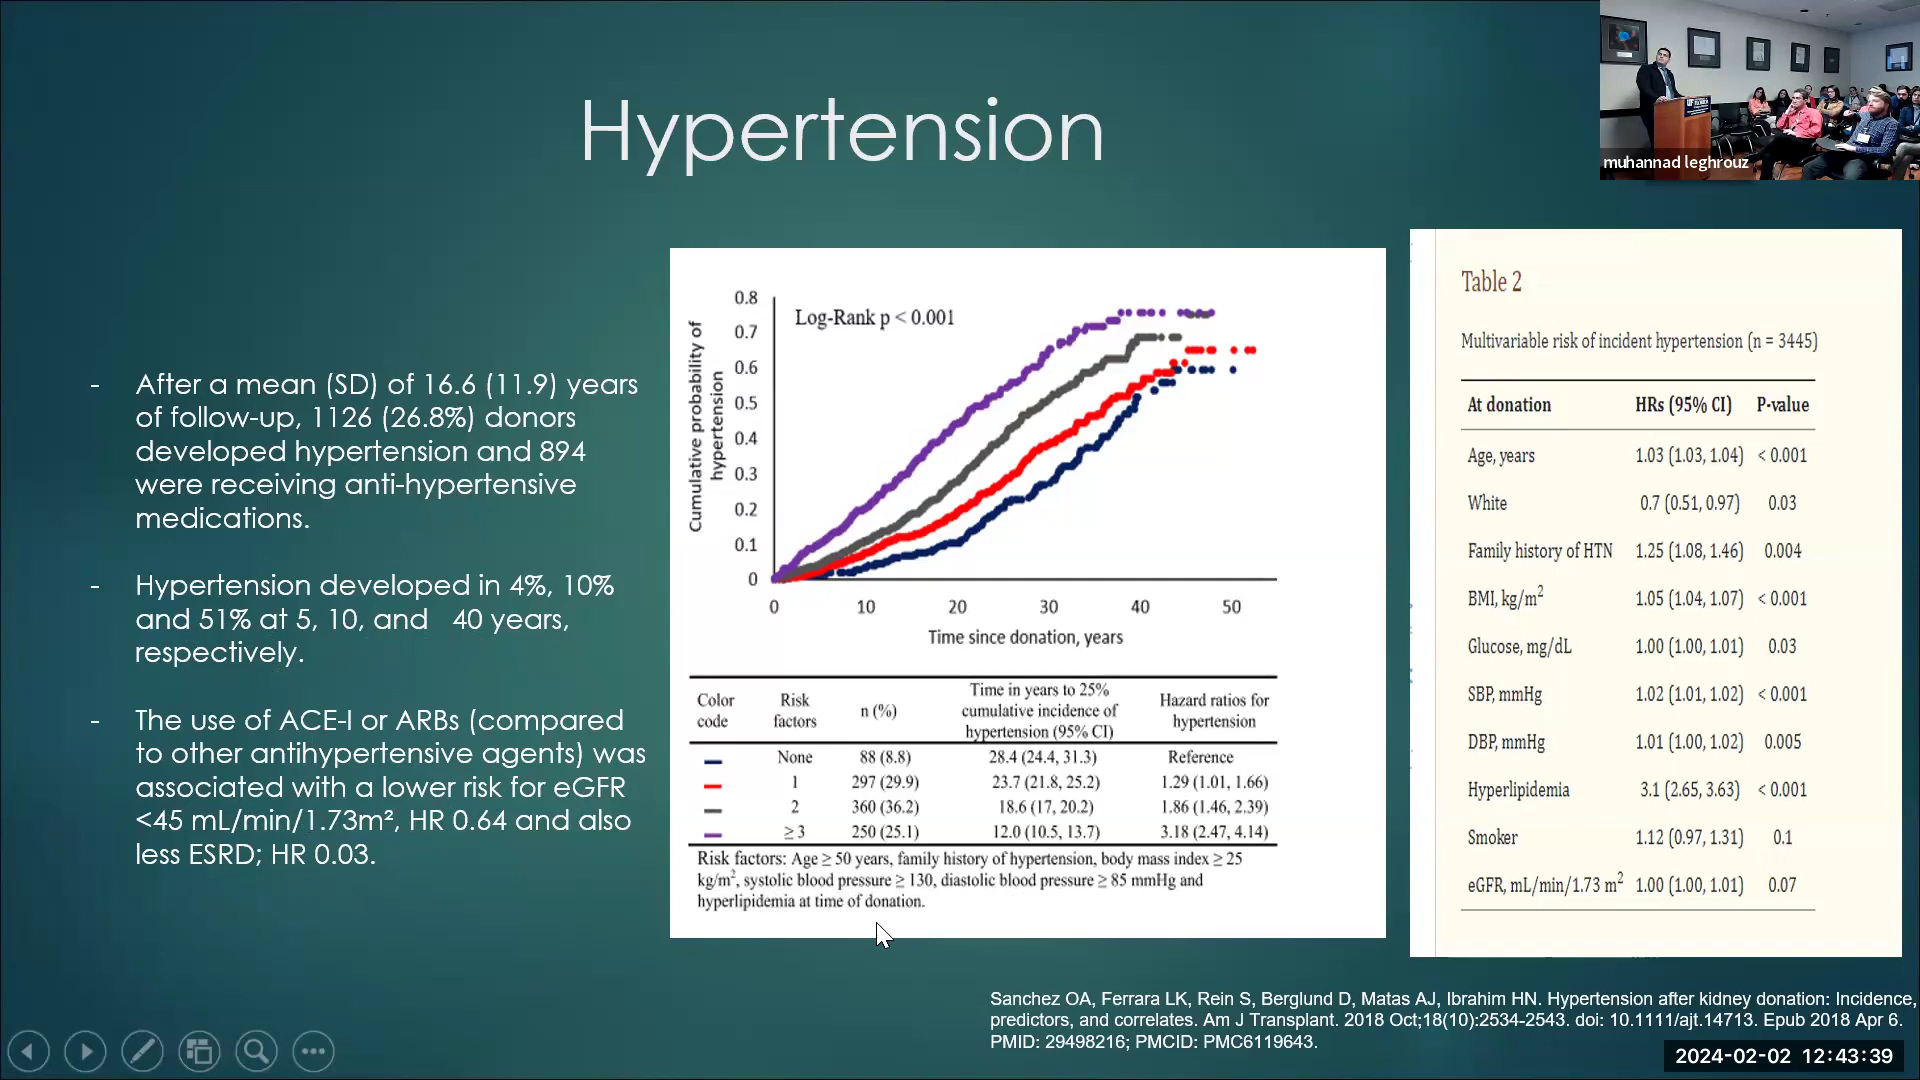 Hypertension
muhannad leghrouz
- After a mean (SD) of 16.6 (11.9) years
of follow-up, 1126 (26.8%) donors
developed hypertension and 894
were receiving anti-hypertensive
medications.
- Hypertension developed in 4%, 10%
and 51% at 5, 10, and 40 years,
respectively.
- The use of ACE-I or ARBs (compared
to other antihypertensive agents) was
associated with a lower risk for eGFR
<45 mL/min/1.73m², HR 0.64 and also
less ESRD; HR 0.03.
Cumulative probability of
hypertension
0.8
0.7
0.6
0.5
0.4
0.3
0.2
0.1
0
Log-Rank p < 0.001
0 10 20 30 40 50
Time since donation, years
Color code Risk factors n (%) Time in years to 25% cumulative incidence of hypertension (95% CI) Hazard ratios for hypertension
None 88 (8.8) 28.4 (24.4, 31.3) Reference
1 297 (29.9) 23.7 (21.8, 25.2) 1.29 (1.01, 1.66)
2 360 (36.2) 18.6 (17, 20.2) 1.86 (1.46, 2.39)
≥ 3 250 (25.1) 12.0 (10.5, 13.7) 3.18 (2.47, 4.14)
Risk factors: Age ≥ 50 years, family history of hypertension, body mass index ≥ 25
kg/m², systolic blood pressure ≥ 130, diastolic blood pressure ≥ 85 mmHg and
hyperlipidemia at time of donation.
Table 2
Multivariable risk of incident hypertension (n = 3445)
At donation HRs (95% CI) P-value
Age, years 1.03 (1.03, 1.04) < 0.001
White 0.7 (0.51, 0.97) 0.03
Family history of HTN 1.25 (1.08, 1.46) 0.004
BMI, kg/m² 1.05 (1.04, 1.07) < 0.001
Glucose, mg/dL 1.00 (1.00, 1.01) 0.03
SBP, mmHg 1.02 (1.01, 1.02) < 0.001
DBP, mmHg 1.01 (1.00, 1.02) 0.005
Hyperlipidemia 3.1 (2.65, 3.63) < 0.001
Smoker 1.12 (0.97, 1.31) 0.1
eGFR, mL/min/1.73 m² 1.00 (1.00, 1.01) 0.07
Sanchez OA, Ferrara LK, Rein S, Berglund D, Matas AJ, Ibrahim HN. Hypertension after kidney donation: Incidence,
predictors, and correlates. Am J Transplant. 2018 Oct;18(10):2534-2543. doi: 10.1111/ajt.14713. Epub 2018 Apr 6.
PMID: 29498216; PMCID: PMC6119643.
2024-02-02 12:43:39